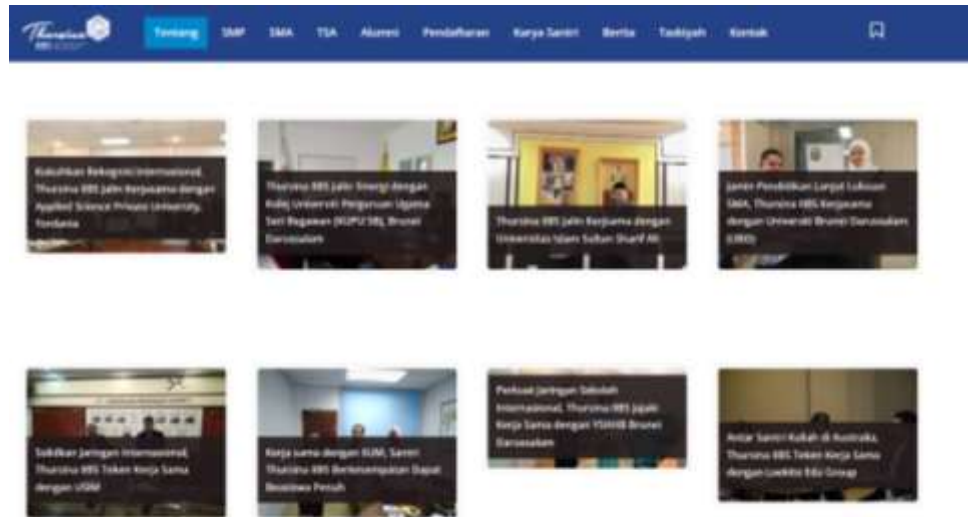 Thursina
Tentang SMP SMA TSA Alumni Pendaftaran Karya Santri Berita Tazkiyah Kontak
Kukuhkan Rekognisi Internasional,
Thursina IIBS Jalin Kerjasama dengan
Applied Science Private University,
Yordania
Thursina IIBS Jalin Sinergi dengan
Kolej Universiti Perguruan Ugama
Seri Begawan (KUPU SB), Brunei
Darussalam
Thursina IIBS Jalin Kerjsama dengan
Universitas Islam Sultan Sharif Ali
Jamin Pendidikan Lanjut Lulusan
SMA, Thursina IIBS Kerjasama
dengan Universiti Brunei Darussalam
(UBD)
Solidkan Jaringan Internasional,
Thursina IIBS Teken Kerja Sama
dengan USIM
Kerja sama dengan IIUM, Santri
Thursina IIBS Berkesempatan Dapat
Beasiswa Penuh
Perkuat Jaringan Sekolah
Internasional, Thursina IIBS Jajaki
Kerja Sama dengan YSHHB Brunei
Darussalam
Antar Santri Kuliah di Australia,
Thursina IIBS Teken Kerja Sama
dengan Edu Group